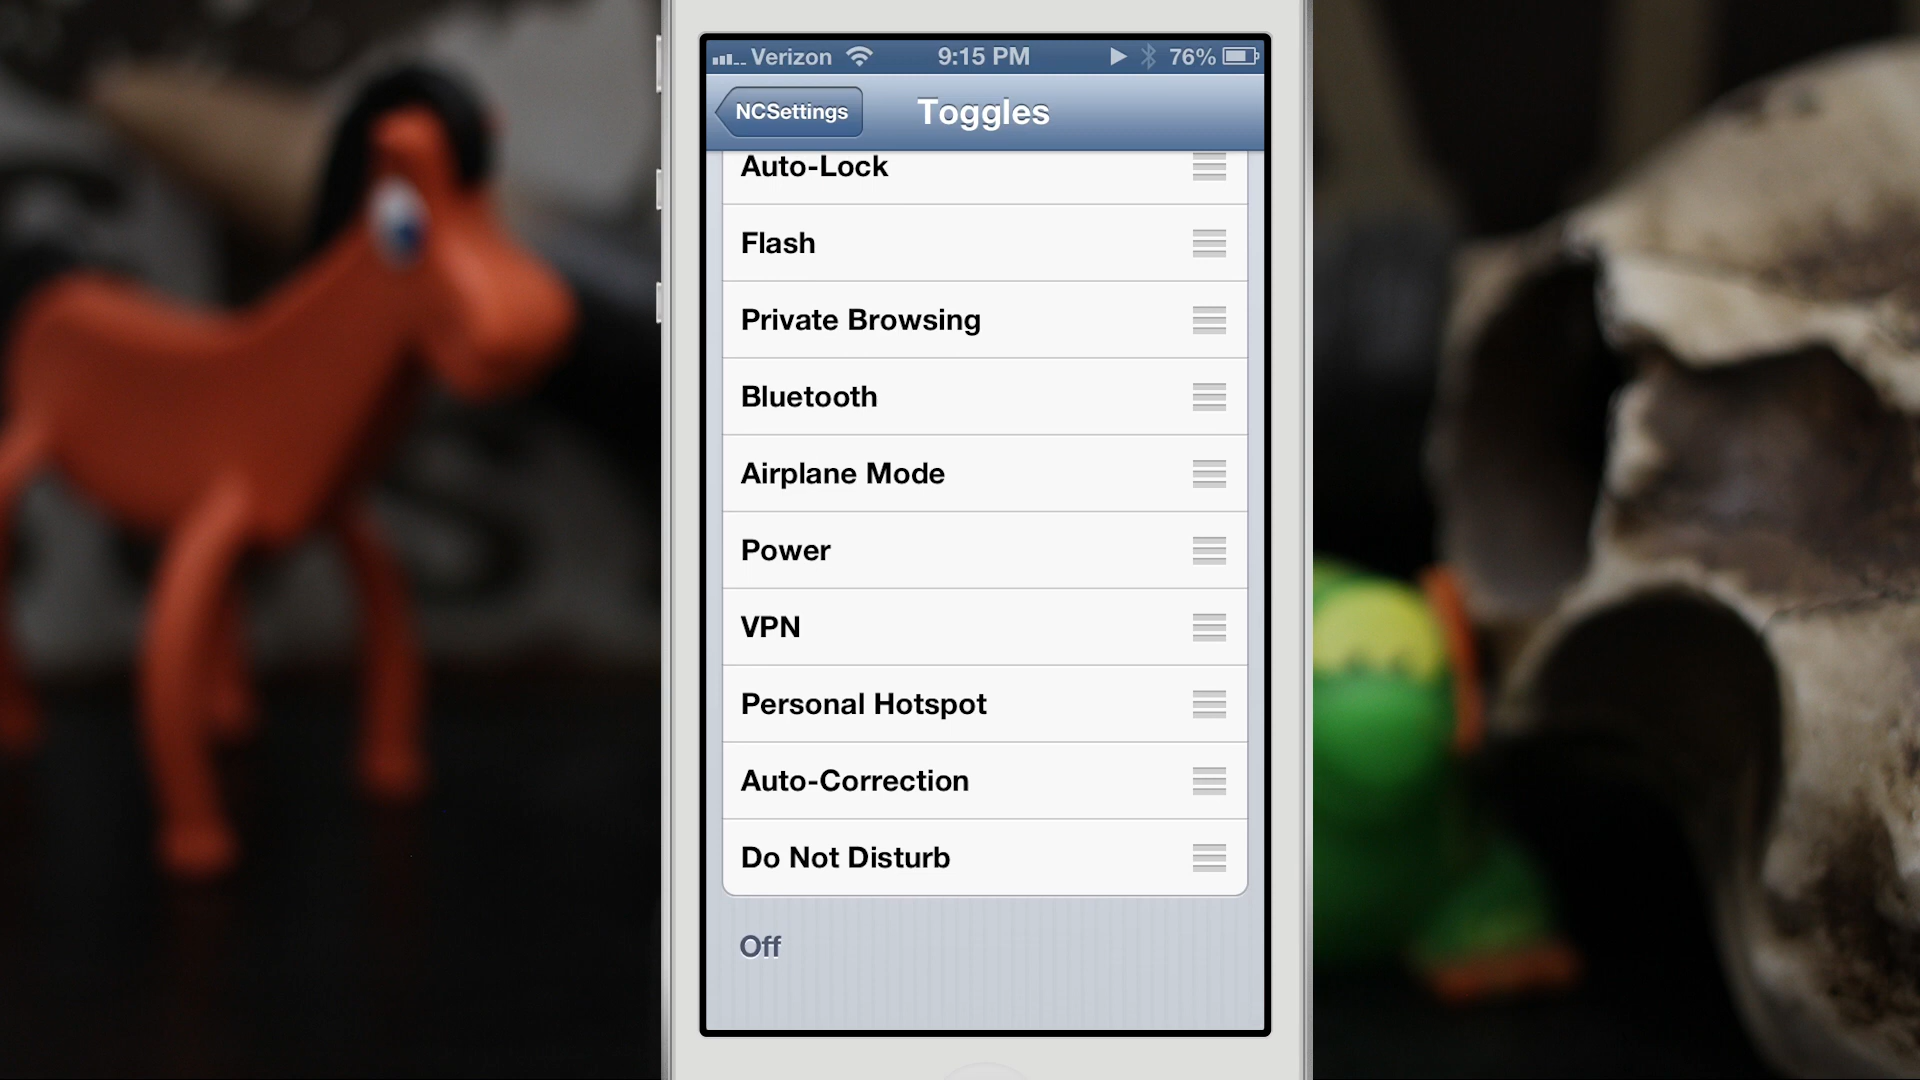 Verizon 9:15 PM 76%
NCSettings Toggles
Auto-Lock
Flash
Private Browsing
Bluetooth
Airplane Mode
Power
VPN
Personal Hotspot
Auto-Correction
Do Not Disturb
Off